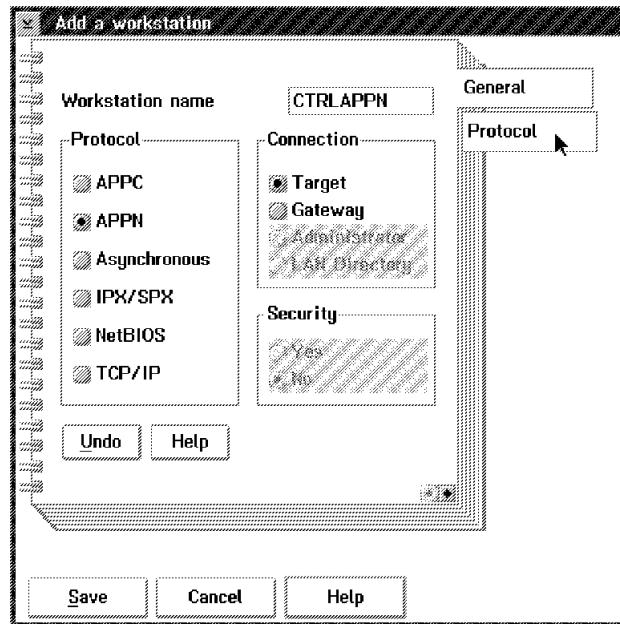 Add a workstation
General
Protocol
Workstation name CTRLAPPN
Protocol
APPC
APPN
Asynchronous
IPX/SPX
NetBIOS
TCP/IP
Connection
Target
Gateway
Administrator
LAN Directory
Security
Yes
No
Undo Help
Save Cancel Help